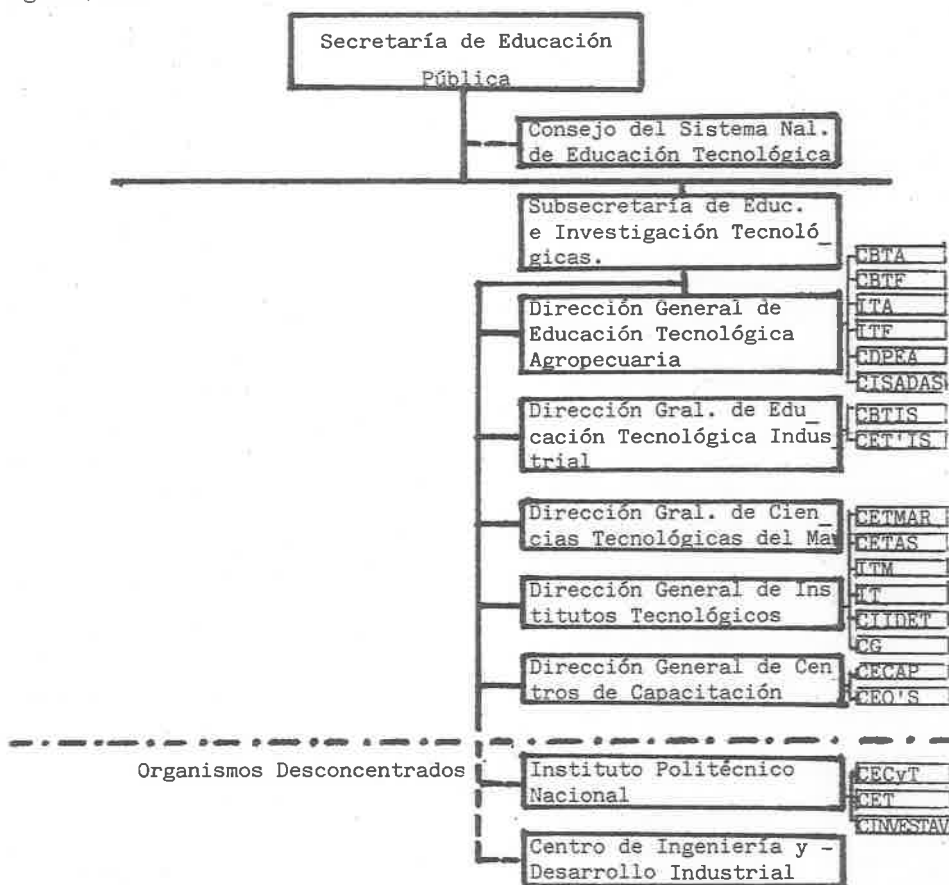 Secretaría de Educación
Pública
Consejo del Sistema Nal.
de Educación Tecnológica
Subsecretaría de Educ.
e Investigación Tecnoló_
gicas.
CBTA
CBTF
ITA
ITF
CDPEA
CISADAS
Dirección General de
Educación Tecnológica
Agropecuaria
Dirección Gral. de Edu_
cación Tecnológica Indus_
trial
CBTIS
CET'IS
Dirección Gral. de Cien_
cias Tecnológicas del Mar
CETMAR
CETAS
ITM
IT
CIIDET
CG
Dirección General de Ins
titutos Tecnológicos
Dirección General de Cen
tros de Capacitación
CECAP
CEO'S
Organismos Desconcentrados
Instituto Politécnico
Nacional
CECyT
CET
CINVESTAV
Centro de Ingeniería y -
Desarrollo Industrial